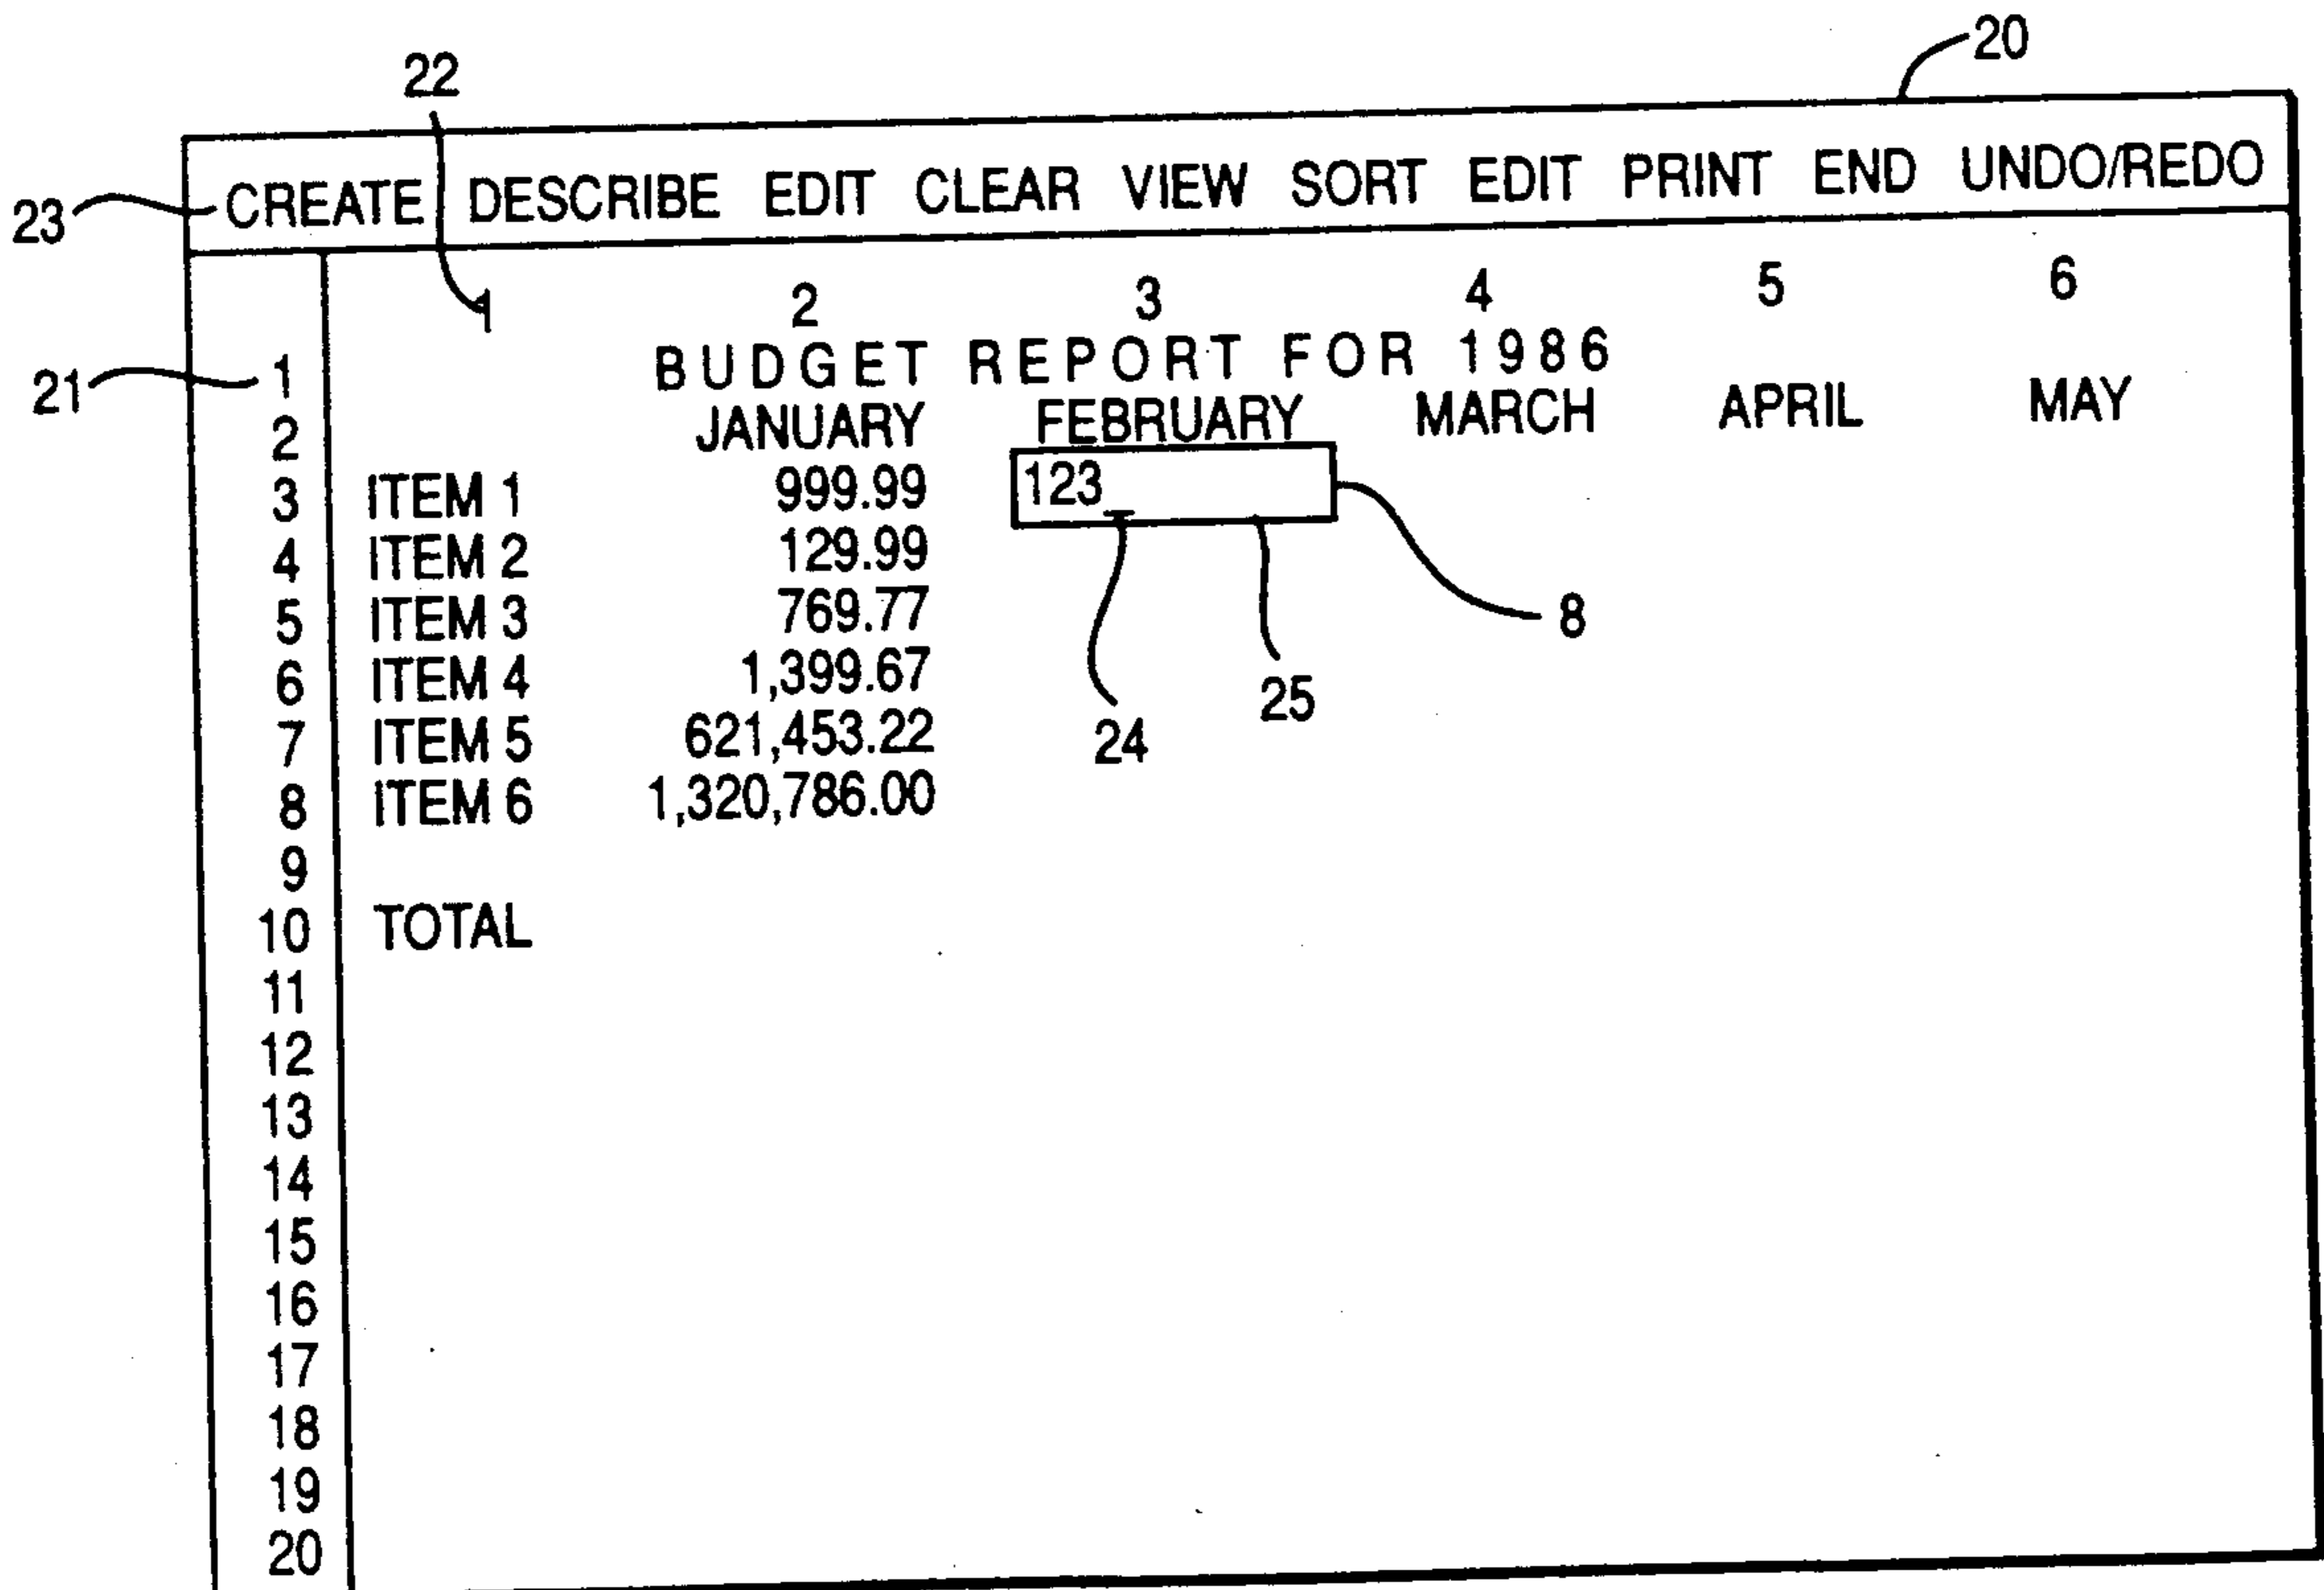 20
22
23 CREATE DESCRIBE EDIT CLEAR VIEW SORT EDIT PRINT END UNDO/REDO
1 2 3 4 5 6
21 1 BUDGET REPORT FOR 1986
2 JANUARY FEBRUARY MARCH APRIL MAY
3 ITEM 1 999.99 123
4 ITEM 2 129.99
5 ITEM 3 769.77 8
6 ITEM 4 1,399.67 25
7 ITEM 5 621,453.22 24
8 ITEM 6 1,320,786.00
9
10 TOTAL
11
12
13
14
15
16
17
18
19
20